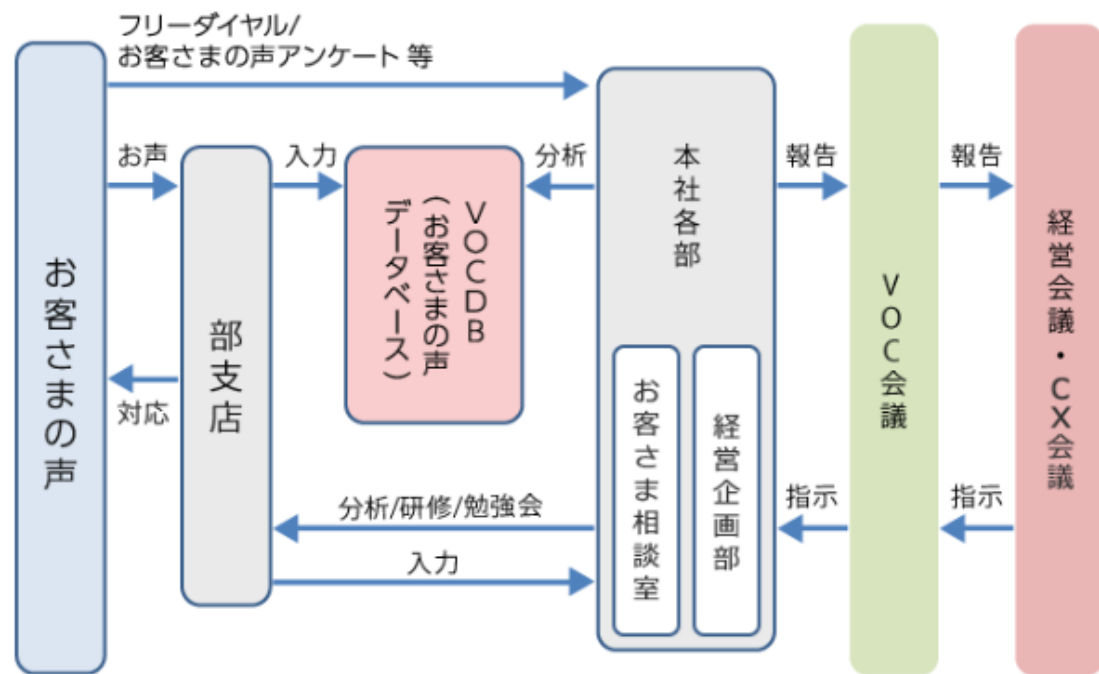 フリーダイヤル/
お客さまの声アンケート 等
お客さまの声
お声
対応
部支店
入力
VOCDB
(お客さまの声
データベース)
分析
分析/研修/勉強会
入力
本社各部
お客さま相談室
経営企画部
報告
指示
VOC会議
報告
指示
経営会議・CX会議